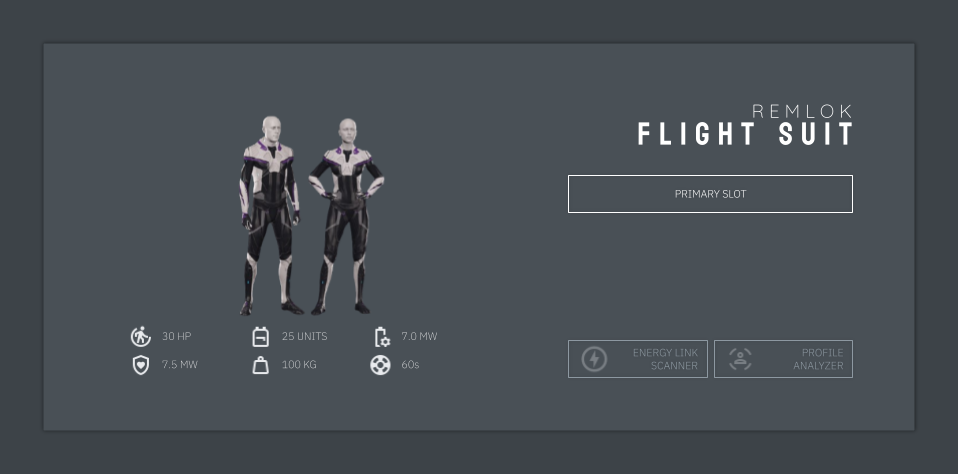 REMLOK
FLIGHT SUIT
PRIMARY SLOT
30 HP
25 UNITS
7.0 MW
7.5 MW
100 KG
60s
ENERGY LINK
SCANNER
PROFILE
ANALYZER